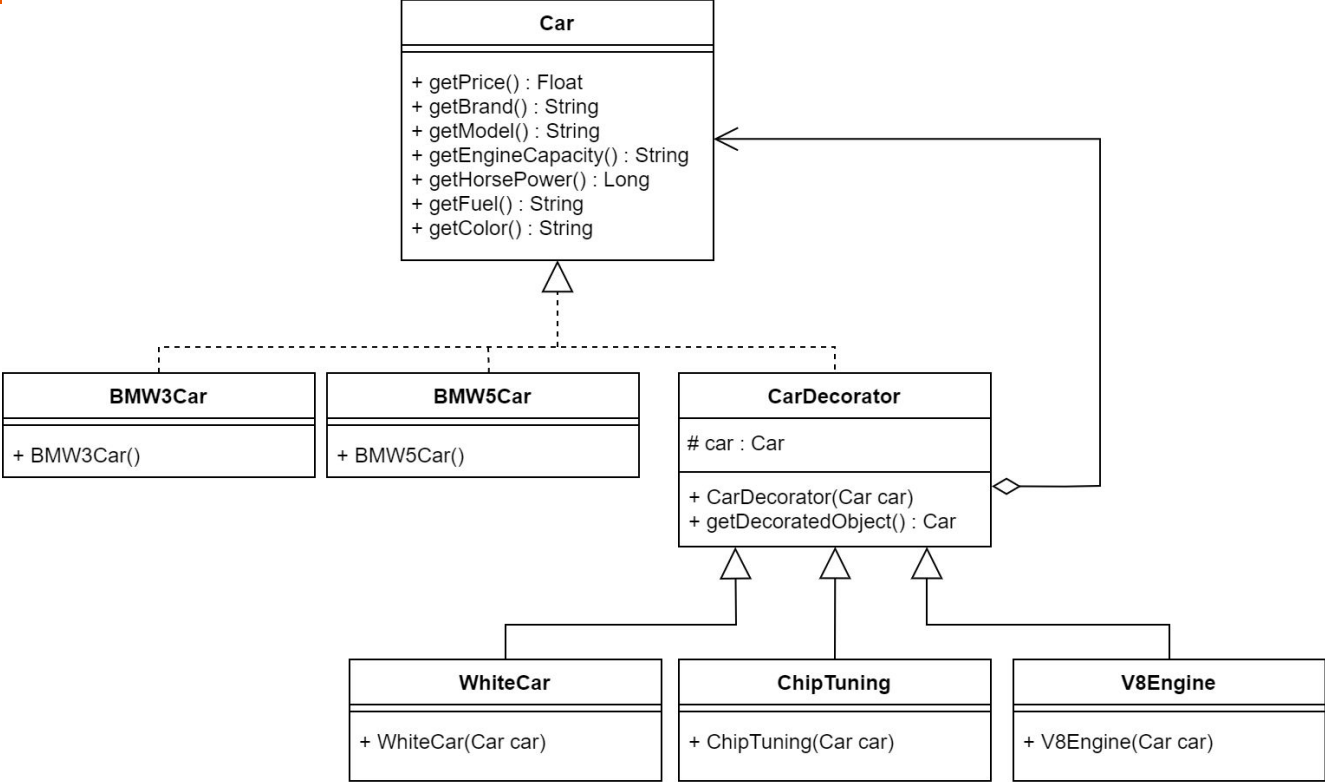 Car
+ getPrice() : Float
+ getBrand() : String
+ getModel() : String
+ getEngineCapacity() : String
+ getHorsePower() : Long
+ getFuel() : String
+ getColor() : String
BMW3Car
+ BMW3Car()
BMW5Car
+ BMW5Car()
CarDecorator
# car : Car
+ CarDecorator(Car car)
+ getDecoratedObject() : Car
WhiteCar
+ WhiteCar(Car car)
ChipTuning
+ ChipTuning(Car car)
V8Engine
+ V8Engine(Car car)